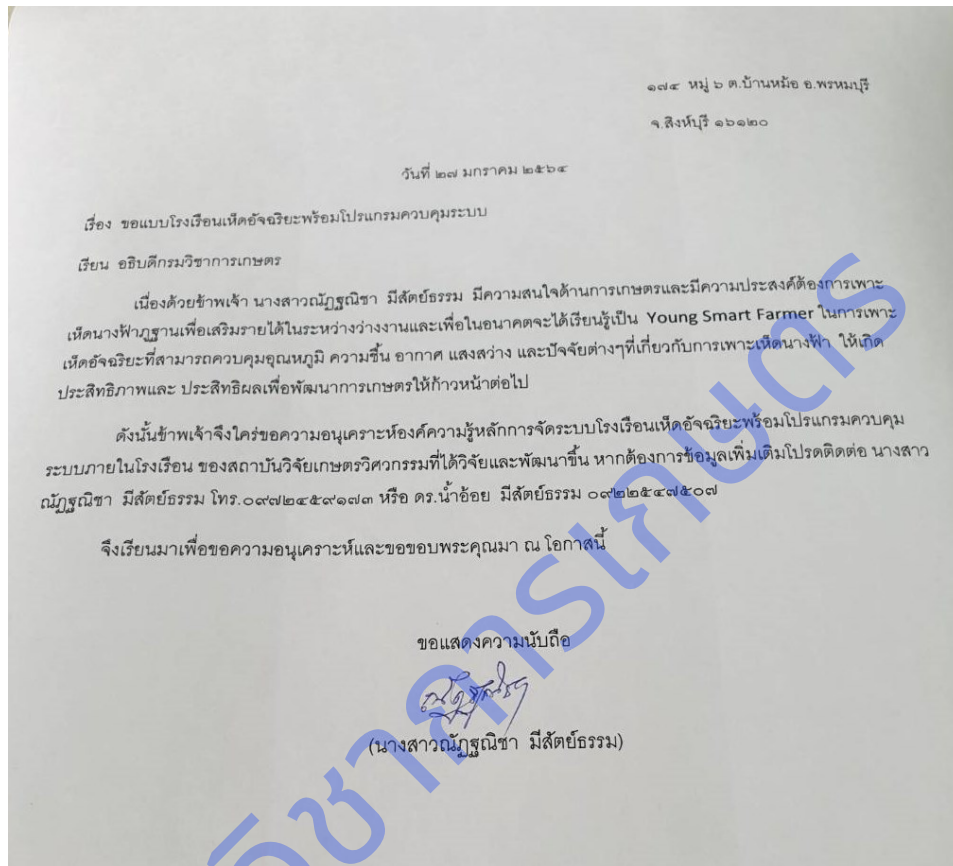 ๑๗๔ หมู่ ๖ ต.บ้านหม้อ อ.พรหมบุรี
จ.สิงห์บุรี ๑๖๑๒๐
วันที่ ๒๗ มกราคม ๒๕๖๔
เรื่อง ขอแบบโรงเรือนเห็ดอัจฉริยะพร้อมโปรแกรมควบคุมระบบ
เรียน อธิบดีกรมวิชาการเกษตร
เนื่องด้วยข้าพเจ้า นางสาวณัฏฐณิชา มีสัตย์ธรรม มีความสนใจด้านการเกษตรและมีความประสงค์ต้องการเพาะ
เห็ดนางฟ้าภูฐานเพื่อเสริมรายได้ในระหว่างว่างงานและเพื่อในอนาคตจะได้เรียนรู้เป็น Young Smart Farmer ในการเพาะ
เห็ดอัจฉริยะที่สามารถควบคุมอุณหภูมิ ความชื้น อากาศ แสงสว่าง และปัจจัยต่างๆที่เกี่ยวกับการเพาะเห็ดนางฟ้า ให้เกิด
ประสิทธิภาพและ ประสิทธิผลเพื่อพัฒนาการเกษตรให้ก้าวหน้าต่อไป
ดังนั้นข้าพเจ้าจึงใคร่ขอความอนุเคราะห์องค์ความรู้หลักการจัดระบบโรงเรือนเห็ดอัจฉริยะพร้อมโปรแกรมควบคุม
ระบบภายในโรงเรือน ของสถาบันวิจัยเกษตรวิศวกรรมที่ได้วิจัยและพัฒนาขึ้น หากต้องการข้อมูลเพิ่มเติมโปรดติดต่อ นางสาว
ณัฏฐณิชา มีสัตย์ธรรม โทร.๐๙๗๒๔๕๙๑๗๓ หรือ ดร.น้ำอ้อย มีสัตย์ธรรม ๐๙๒๒๕๔๗๕๐๗
จึงเรียนมาเพื่อขอความอนุเคราะห์และขอขอบพระคุณมา ณ โอกาสนี้
ขอแสดงความนับถือ
ณัฏฐณิชา
(นางสาวณัฏฐณิชา มีสัตย์ธรรม)
วิชาการเกษตร